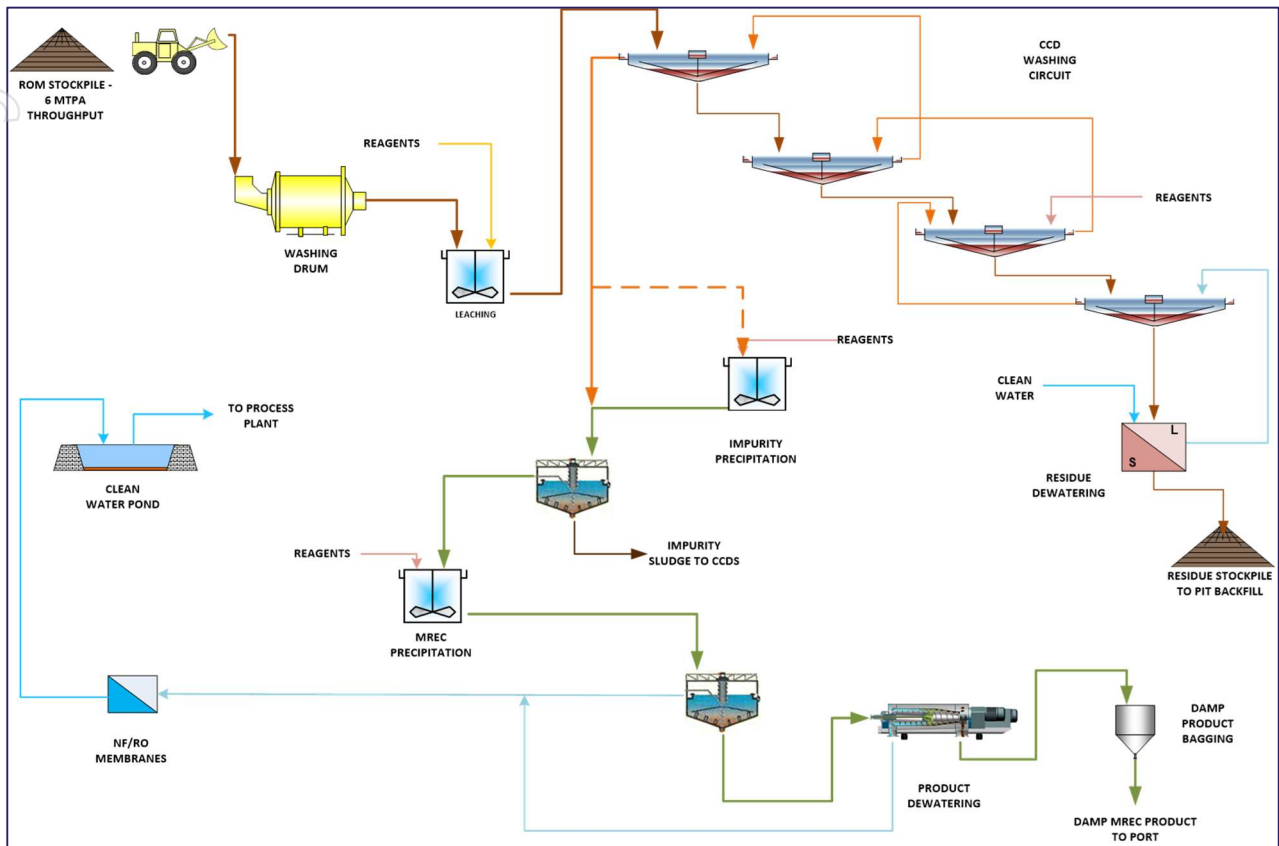 ROM STOCKPILE -
6 MTPA
THROUGHPUT
CCD
WASHING
CIRCUIT
REAGENTS
WASHING
DRUM
LEACHING
REAGENTS
REAGENTS
TO PROCESS
PLANT
CLEAN
WATER POND
IMPURITY
PRECIPITATION
CLEAN
WATER
L
S
RESIDUE
DEWATERING
REAGENTS
IMPURITY
SLUDGE TO CCDS
RESIDUE STOCKPILE
TO PIT BACKFILL
MREC
PRECIPITATION
NF/RO
MEMBRANES
PRODUCT
DEWATERING
DAMP
PRODUCT
BAGGING
DAMP MREC PRODUCT
TO PORT